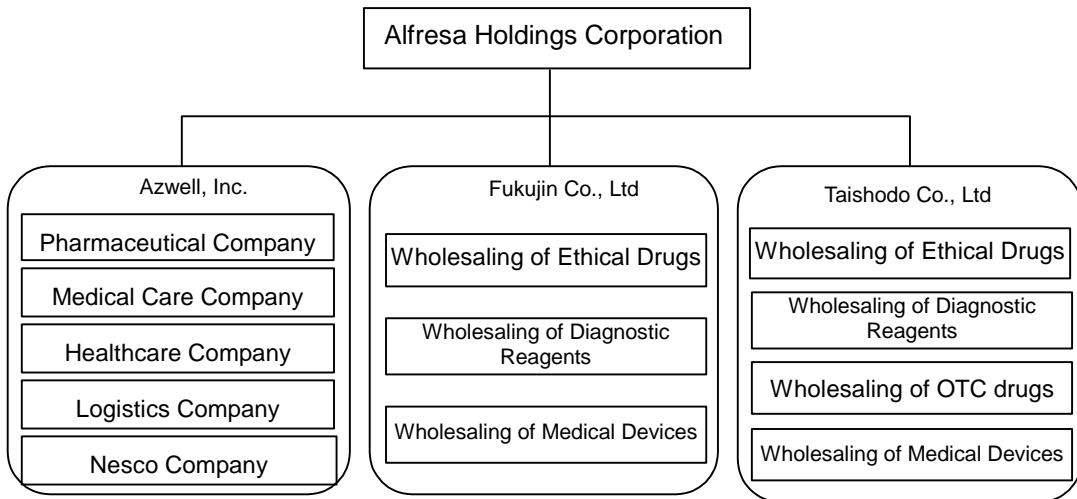 Alfresa Holdings Corporation
Azwell, Inc.
Pharmaceutical Company
Medical Care Company
Healthcare Company
Logistics Company
Nesco Company
Fukujin Co., Ltd
Wholesaling of Ethical Drugs
Wholesaling of Diagnostic
Reagents
Wholesaling of Medical Devices
Taishodo Co., Ltd
Wholesaling of Ethical Drugs
Wholesaling of Diagnostic
Reagents
Wholesaling of OTC drugs
Wholesaling of Medical Devices